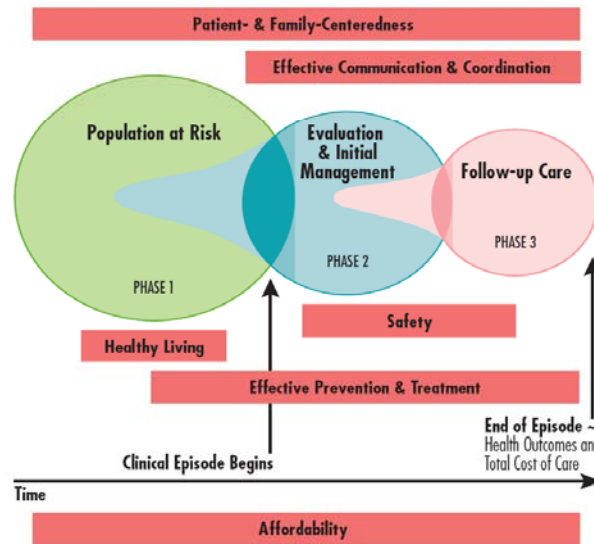 Patient- & Family-Centeredness
Effective Communication & Coordination
Population at Risk
Evaluation
& Initial
Management
Follow-up Care
PHASE 1
PHASE 2
PHASE 3
Safety
Healthy Living
Effective Prevention & Treatment
End of Episode ~
Health Outcomes an
Total Cost of Care
Clinical Episode Begins
Time
Affordability